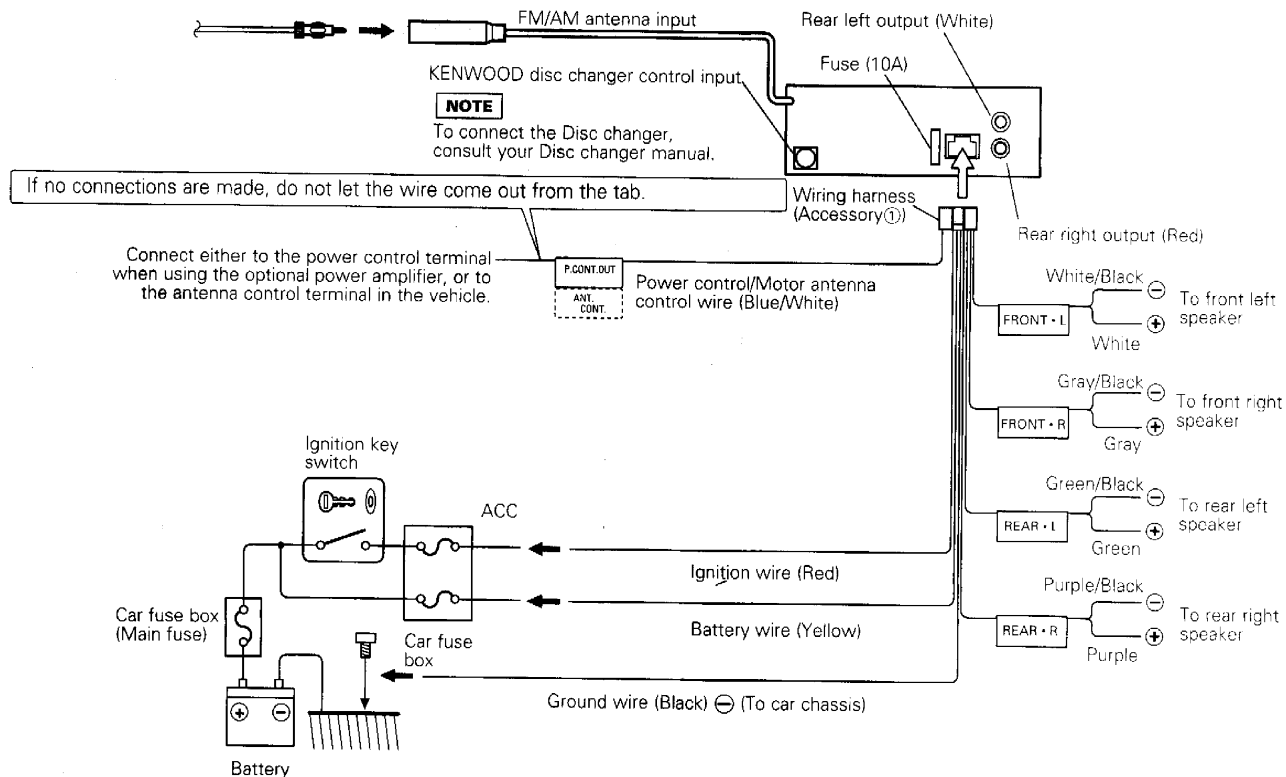 FM/AM antenna input
Rear left output (White)
Fuse (10A)
KENWOOD disc changer control input
NOTE
To connect the Disc changer,
consult your Disc changer manual.
If no connections are made, do not let the wire come out from the tab.
Wiring harness
(Accessory①)
Rear right output (Red)
Connect either to the power control terminal
when using the optional power amplifier, or to
the antenna control terminal in the vehicle.
P.CONT.OUT
ANT.
CONT.
Power control/Motor antenna
control wire (Blue/White)
White/Black
⊖
FRONT・L
⊕
White
To front left
speaker
Gray/Black
⊖
FRONT・R
⊕
Gray
To front right
speaker
Green/Black
⊖
REAR・L
⊕
Green
To rear left
speaker
Purple/Black
⊖
REAR・R
⊕
Purple
To rear right
speaker
Ignition key
switch
ACC
Ignition wire (Red)
Car fuse box
(Main fuse)
Battery wire (Yellow)
Car fuse
box
Ground wire (Black) ⊖ (To car chassis)
⊕ ⊖
Battery